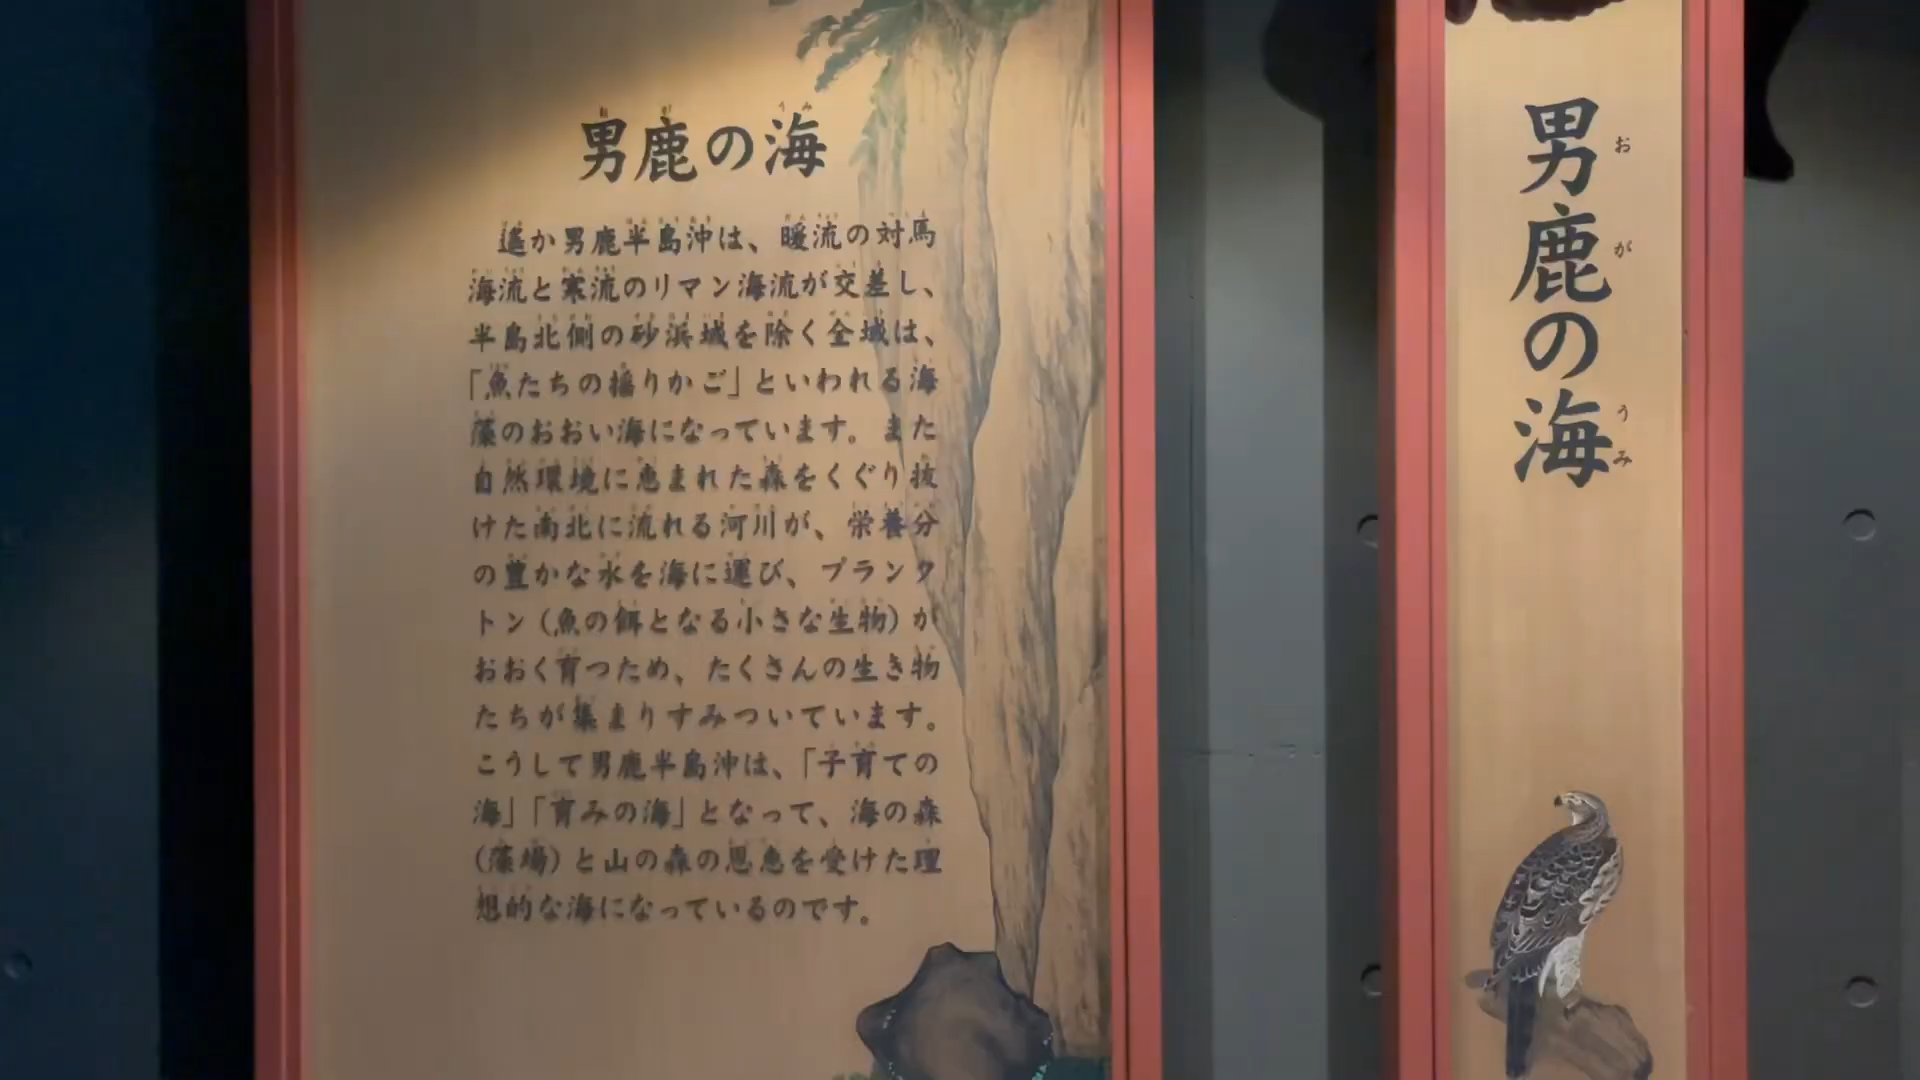 男鹿の海
遙か男鹿半島沖は、暖流の対馬
海流と寒流のリマン海流が交差し、
半島北側の砂浜域を除く全域は、
「魚たちの揺りかご」といわれる海
藻のおおい海になっています。また
自然環境に恵まれた森をくぐり抜
けた南北に流れる河川が、栄養分
の豊かな水を海に運び、プランク
トン（魚の餌となる小さな生物）が
おおく育つため、たくさんの生き物
たちが集まりすみついています。
こうして男鹿半島沖は、「子育ての
海」「育みの海」となって、海の森
（藻場）と山の森の恩恵を受けた理
想的な海になっているのです。
男鹿の海
おがうみ